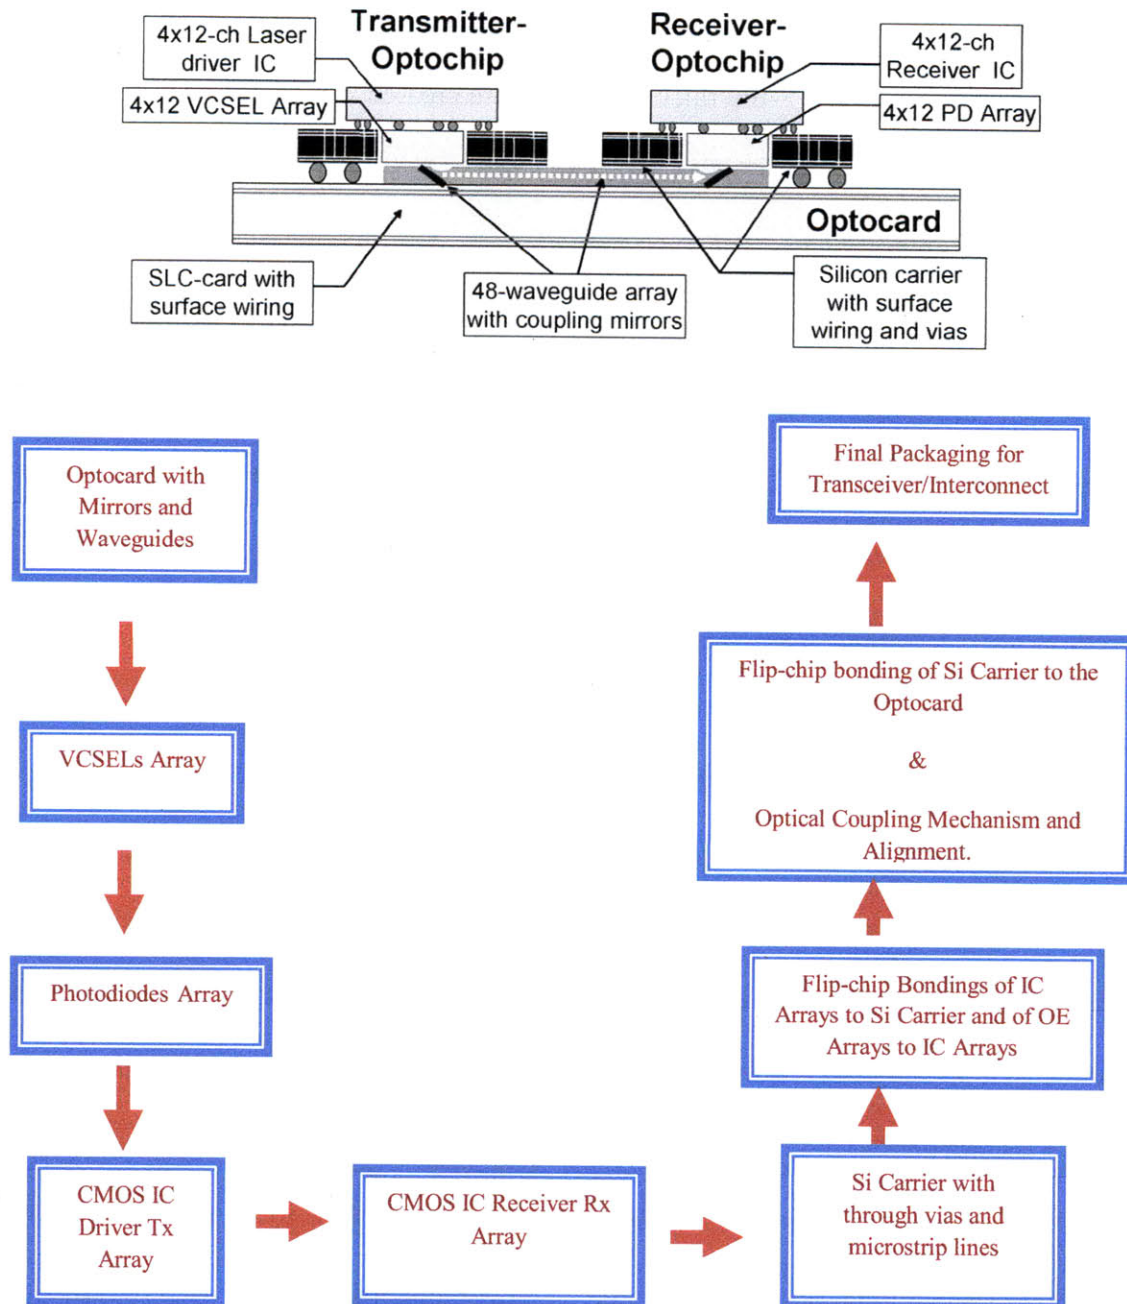 Transmitter-
Optochip
Receiver-
Optochip
4x12-ch Laser
driver IC
4x12 VCSEL Array
4x12-ch
Receiver IC
4x12 PD Array
Optocard
SLC-card with
surface wiring
48-waveguide array
with coupling mirrors
Silicon carrier
with surface
wiring and vias
Optocard with
Mirrors and
Waveguides
VCSELs Array
Photodiodes Array
CMOS IC
Driver Tx
Array
CMOS IC Receiver Rx
Array
Si Carrier with
through vias and
microstrip lines
Flip-chip Bondings of IC
Arrays to Si Carrier and of OE
Arrays to IC Arrays
Flip-chip bonding of Si Carrier to the
Optocard
&
Optical Coupling Mechanism and
Alignment.
Final Packaging for
Transceiver/Interconnect